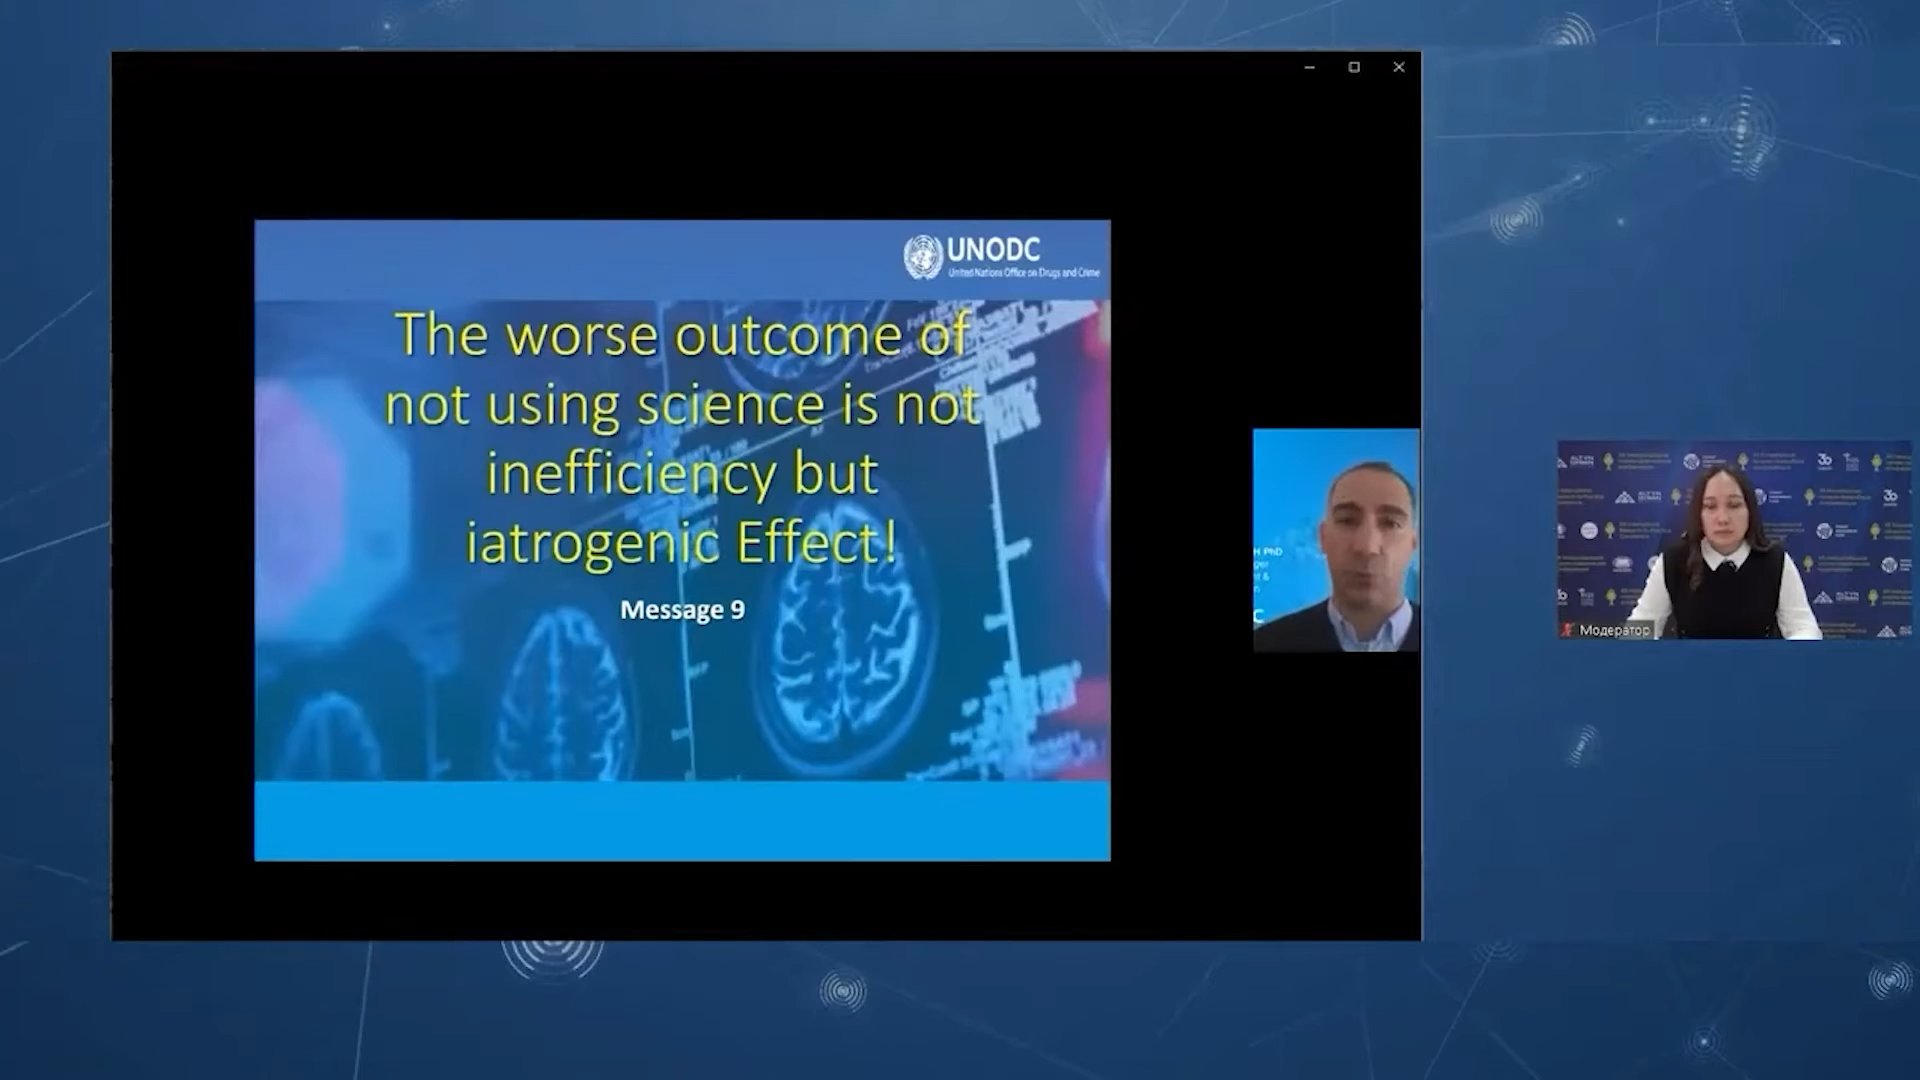 UNODC
United Nations Office on Drugs and Crime
The worse outcome of
not using science is not
inefficiency but
iatrogenic Effect!
Message 9
H PhD
Модератор